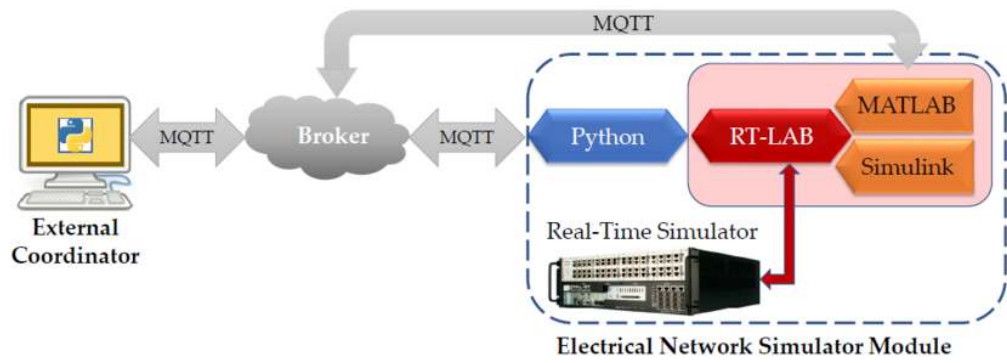 MQTT
MQTT
Broker
MQTT
Python
RT-LAB
MATLAB
Simulink
External
Coordinator
Real-Time Simulator
Electrical Network Simulator Module